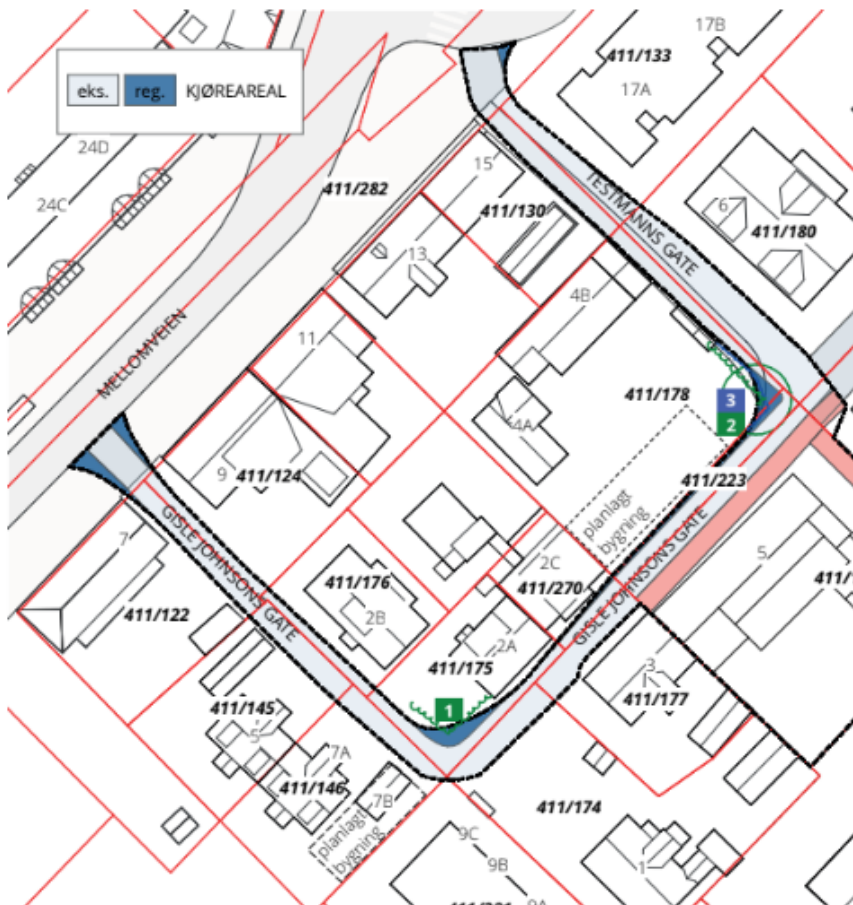 17B
411/133
17A
eks.
reg.
KJØREAREAL
24D
24C
15
411/282
411/130
TESTMANNS GATE
6
411/180
13
4B
MELLOMVEIEN
11
411/178
3
2
4A
9
411/124
411/223
planlagt
bygning
7
GISLE JOHNSONS GATE
GISLE JOHNSONS GATE
5
2C
411/176
411/270
411/122
2B
2A
411/175
3
411/177
411/145
1
5
7A
411/146
7B
411/174
planlagt
bygning
9C
9B
1
9A